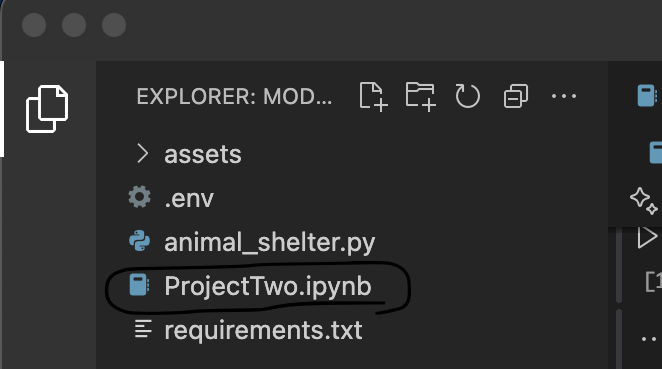 EXPLORER: MOD...
assets
.env
animal_shelter.py
ProjectTwo.ipynb
requirements.txt